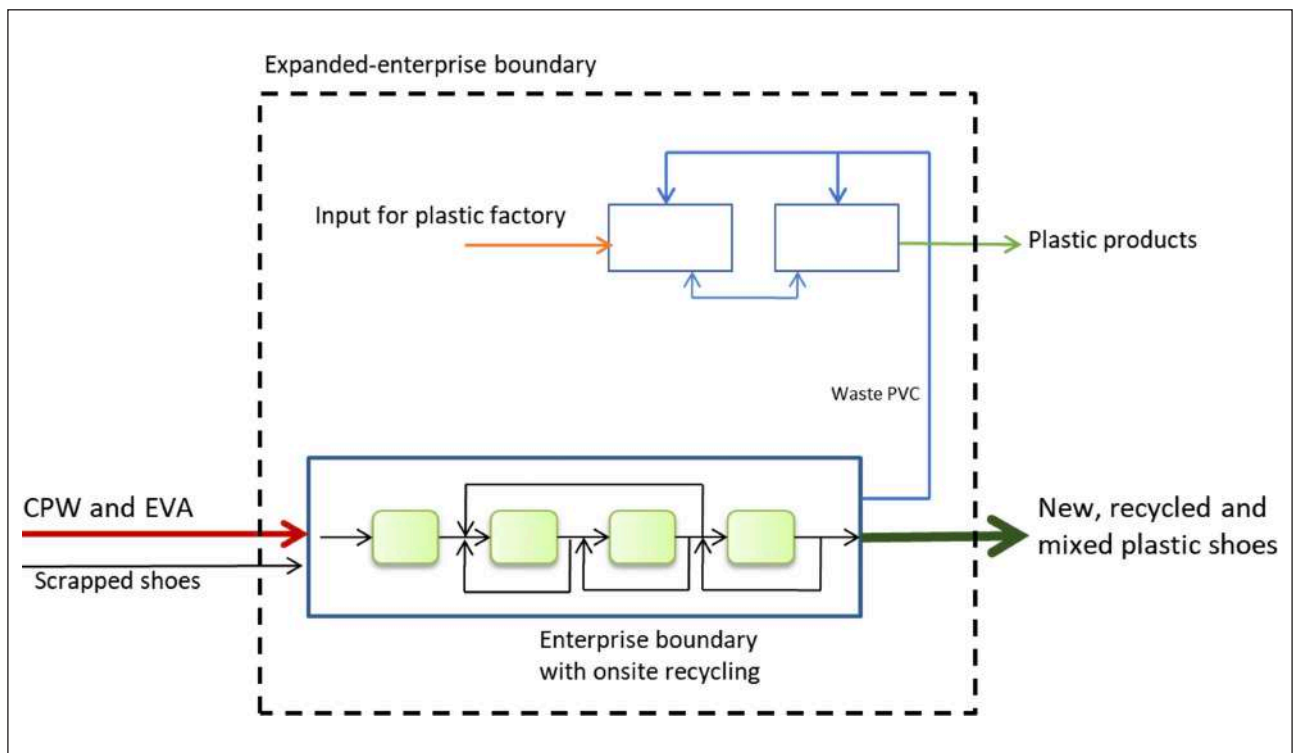 Expanded-enterprise boundary
Input for plastic factory
Plastic products
Waste PVC
CPW and EVA
Scrapped shoes
New, recycled and
mixed plastic shoes
Enterprise boundary
with onsite recycling